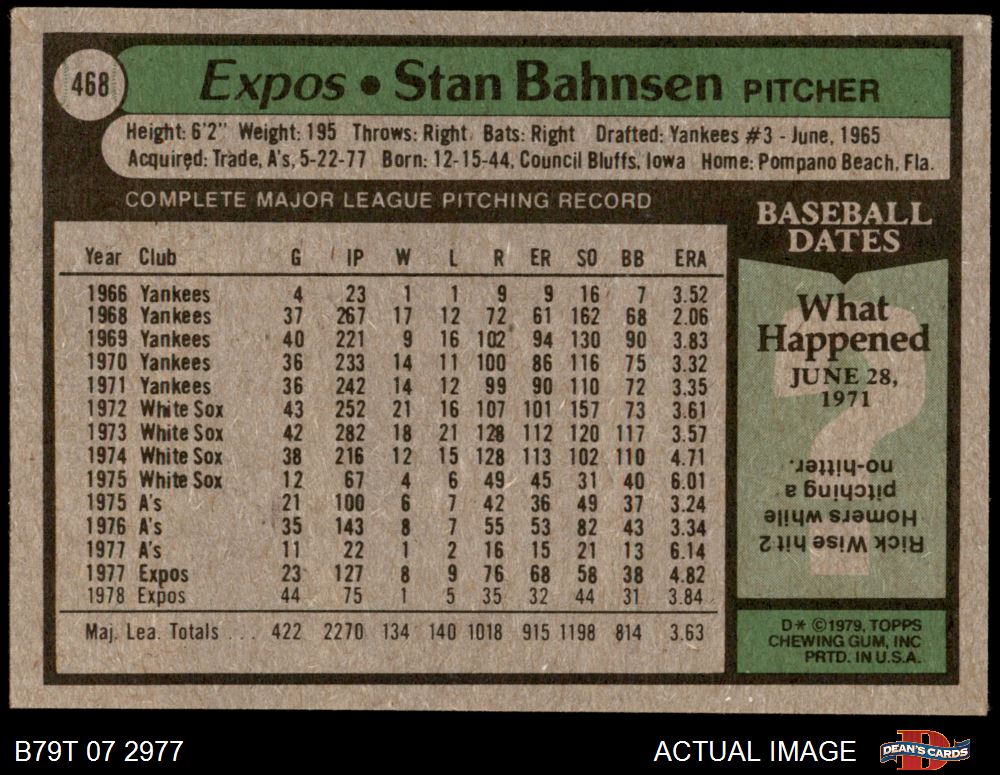 468
Expos • Stan Bahnsen PITCHER
Height: 6'2" Weight: 195 Throws: Right Bats: Right Drafted: Yankees #3 - June, 1965
Acquired: Trade, A's, 5-22-77 Born: 12-15-44, Council Bluffs, Iowa Home: Pompano Beach, Fla.
COMPLETE MAJOR LEAGUE PITCHING RECORD
Year Club G IP W L R ER SO BB ERA
1966 Yankees 4 23 1 1 9 9 16 7 3.52
1968 Yankees 37 267 17 12 72 61 162 68 2.06
1969 Yankees 40 221 9 16 102 94 130 90 3.83
1970 Yankees 36 233 14 11 100 86 116 75 3.32
1971 Yankees 36 242 14 12 99 90 110 72 3.35
1972 White Sox 43 252 21 16 107 101 157 73 3.61
1973 White Sox 42 282 18 21 128 112 120 117 3.57
1974 White Sox 38 216 12 15 128 113 102 110 4.71
1975 White Sox 12 67 4 6 49 45 31 40 6.01
1975 A's 21 100 6 7 42 36 49 37 3.24
1976 A's 35 143 8 7 55 53 82 43 3.34
1977 A's 11 22 1 2 16 15 21 13 6.14
1977 Expos 23 127 8 9 76 68 58 38 4.82
1978 Expos 44 75 1 5 35 32 44 31 3.84
Maj. Lea. Totals ... 422 2270 134 140 1018 915 1198 814 3.63
BASEBALL
DATES
What
Happened
JUNE 28,
1971
?
Rick Wise hit 2
Homers while
pitching a
no-hitter.
D* ©1979, TOPPS
CHEWING GUM, INC
PRTD. IN U.S.A.
B79T 07 2977
ACTUAL IMAGE
D
DEAN'S CARDS